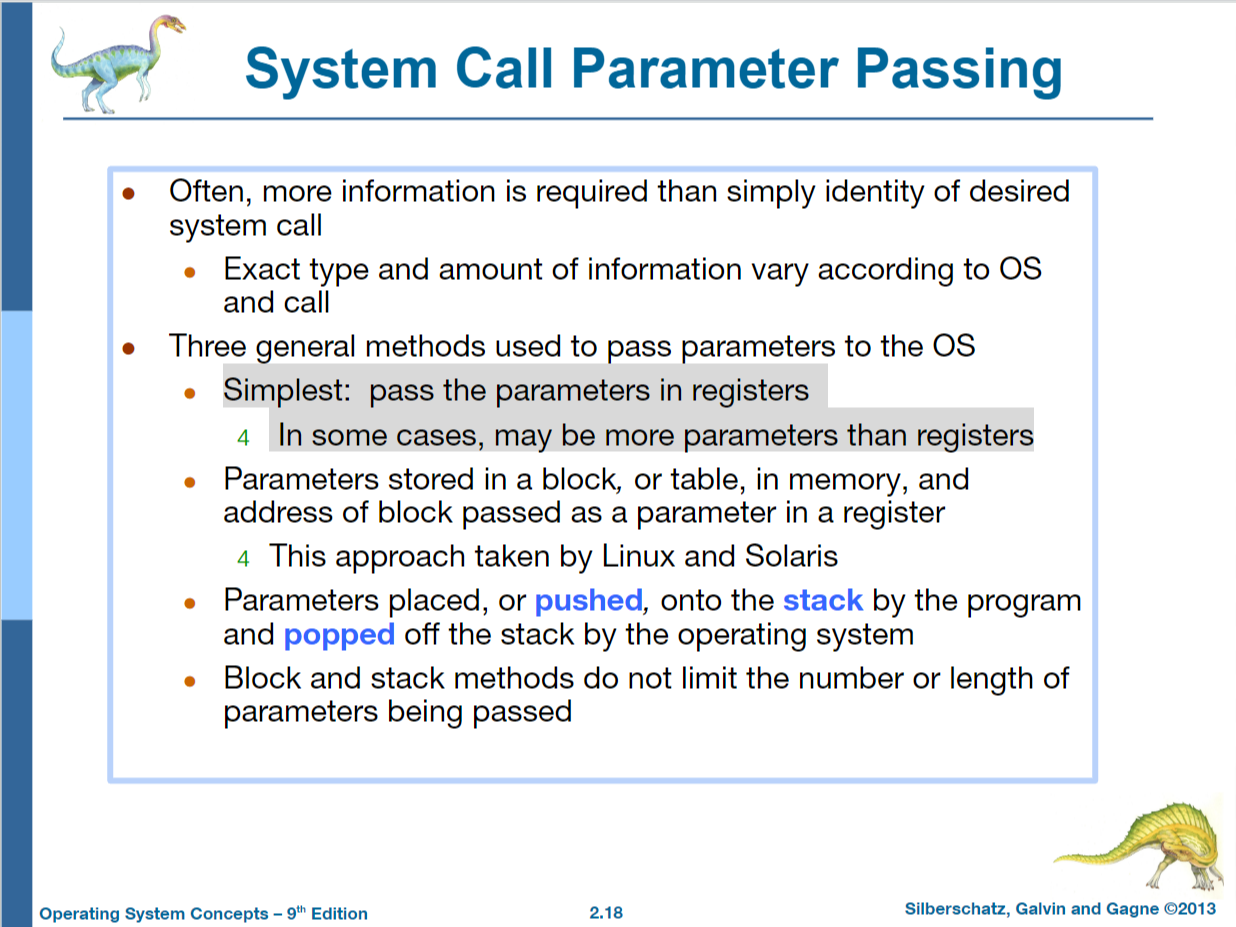 System Call Parameter Passing
● Often, more information is required than simply identity of desired
system call
● Exact type and amount of information vary according to OS
and call
● Three general methods used to pass parameters to the OS
● Simplest:  pass the parameters in registers
4 In some cases, may be more parameters than registers
● Parameters stored in a block, or table, in memory, and
address of block passed as a parameter in a register
4 This approach taken by Linux and Solaris
● Parameters placed, or pushed, onto the stack by the program
and popped off the stack by the operating system
● Block and stack methods do not limit the number or length of
parameters being passed
Operating System Concepts – 9th Edition
2.18
Silberschatz, Galvin and Gagne ©2013